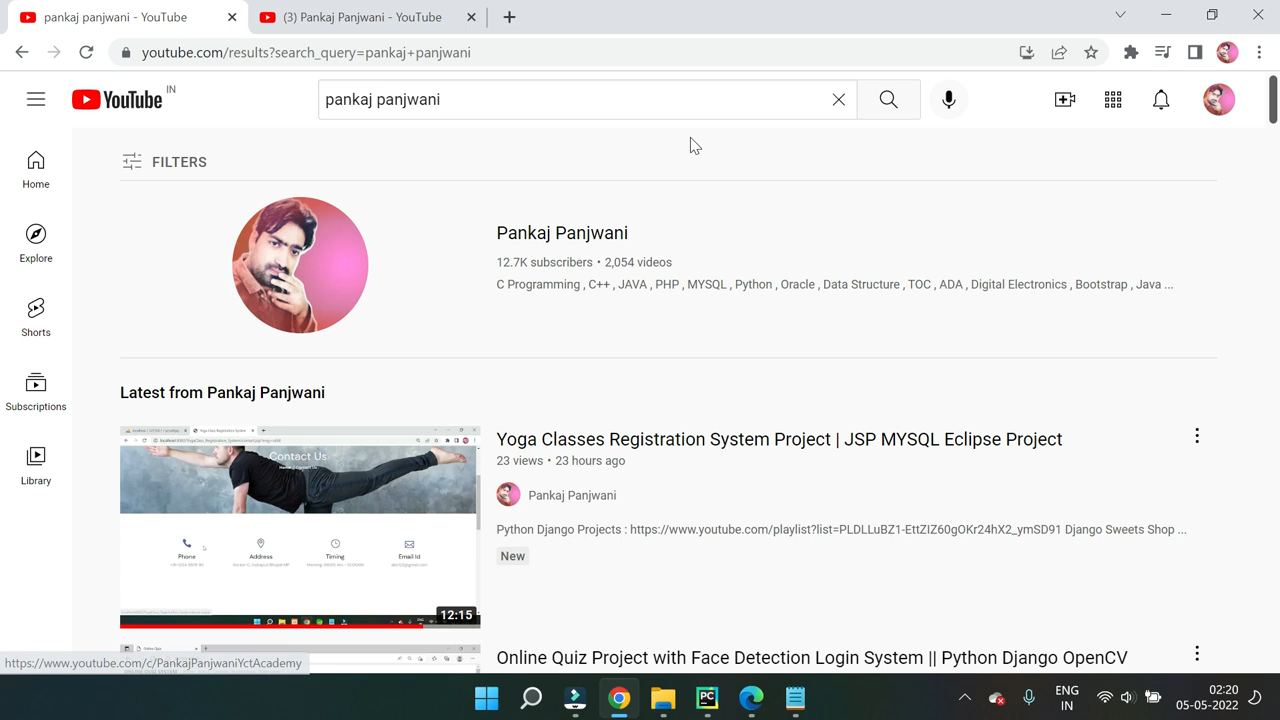 pankaj panjwani - YouTube
(3) Pankaj Panjwani - YouTube
youtube.com/results?search_query=pankaj+panjwani
YouTube IN
pankaj panjwani
FILTERS
Home
Explore
Shorts
Subscriptions
Library
Pankaj Panjwani
12.7K subscribers • 2,054 videos
C Programming , C++ , JAVA , PHP , MYSQL , Python , Oracle , Data Structure , TOC , ADA , Digital Electronics , Bootstrap , Java ...
Latest from Pankaj Panjwani
Contact Us
Phone
Address
Timing
Email Id
12:15
Yoga Classes Registration System Project | JSP MYSQL Eclipse Project
23 views • 23 hours ago
Pankaj Panjwani
Python Django Projects : https://www.youtube.com/playlist?list=PLDLLuBZ1-EttZIZ60gOKr24hX2_ymSD91 Django Sweets Shop ...
New
Online Quiz
Online Quiz Project with Face Detection Login System || Python Django OpenCV
https://www.youtube.com/c/PankajPanjwaniYctAcademy
PC
ENG
IN
02:20
05-05-2022